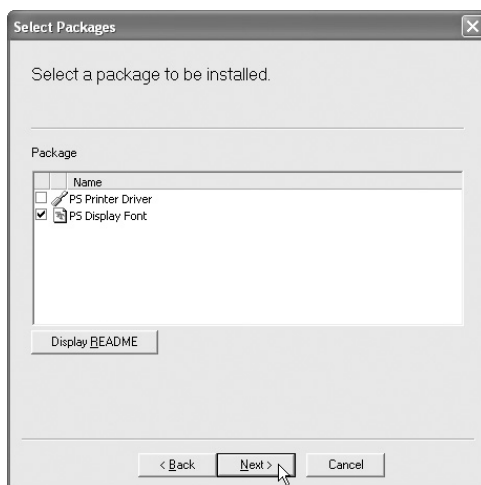 Select Packages
Select a package to be installed.
Package
Name
PS Printer Driver
PS Display Font
Display README
< Back Next > Cancel